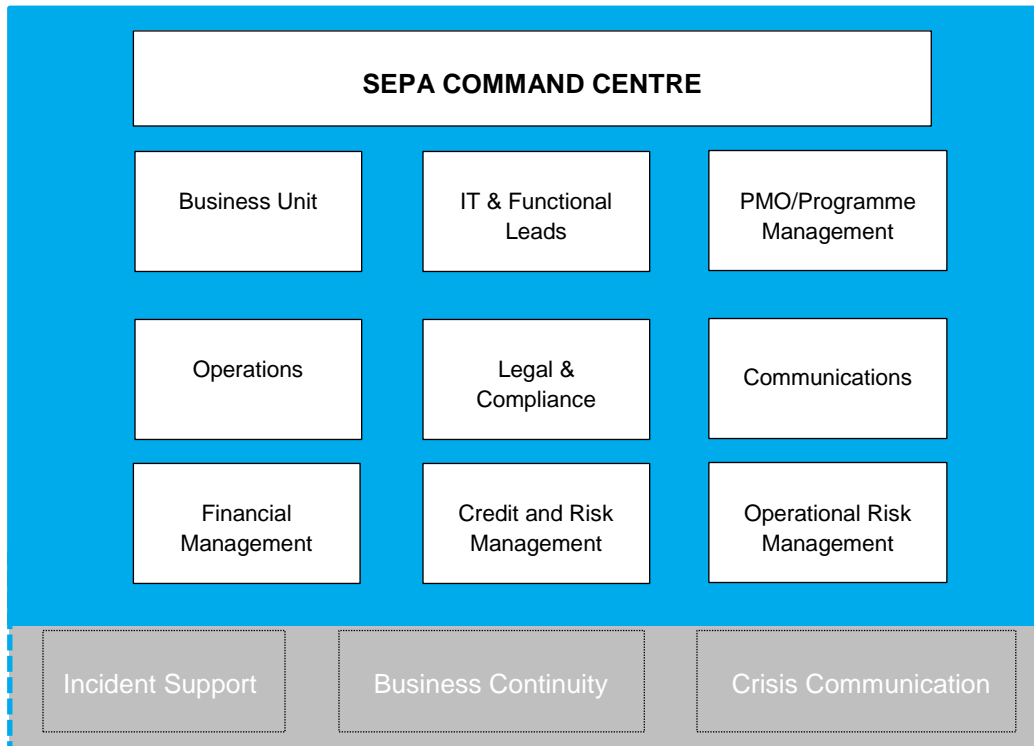 SEPA COMMAND CENTRE
Business Unit
IT & Functional
Leads
PMO/Programme
Management
Operations
Legal &
Compliance
Communications
Financial
Management
Credit and Risk
Management
Operational Risk
Management
Incident Support
Business Continuity
Crisis Communication